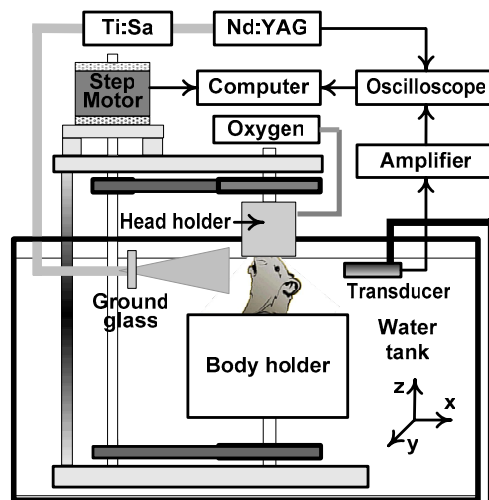 Ti:Sa
Nd:YAG
Step
Motor
Computer
Oscilloscope
Oxygen
Amplifier
Head holder
Ground
glass
Transducer
Water
tank
Body holder
z
x
y